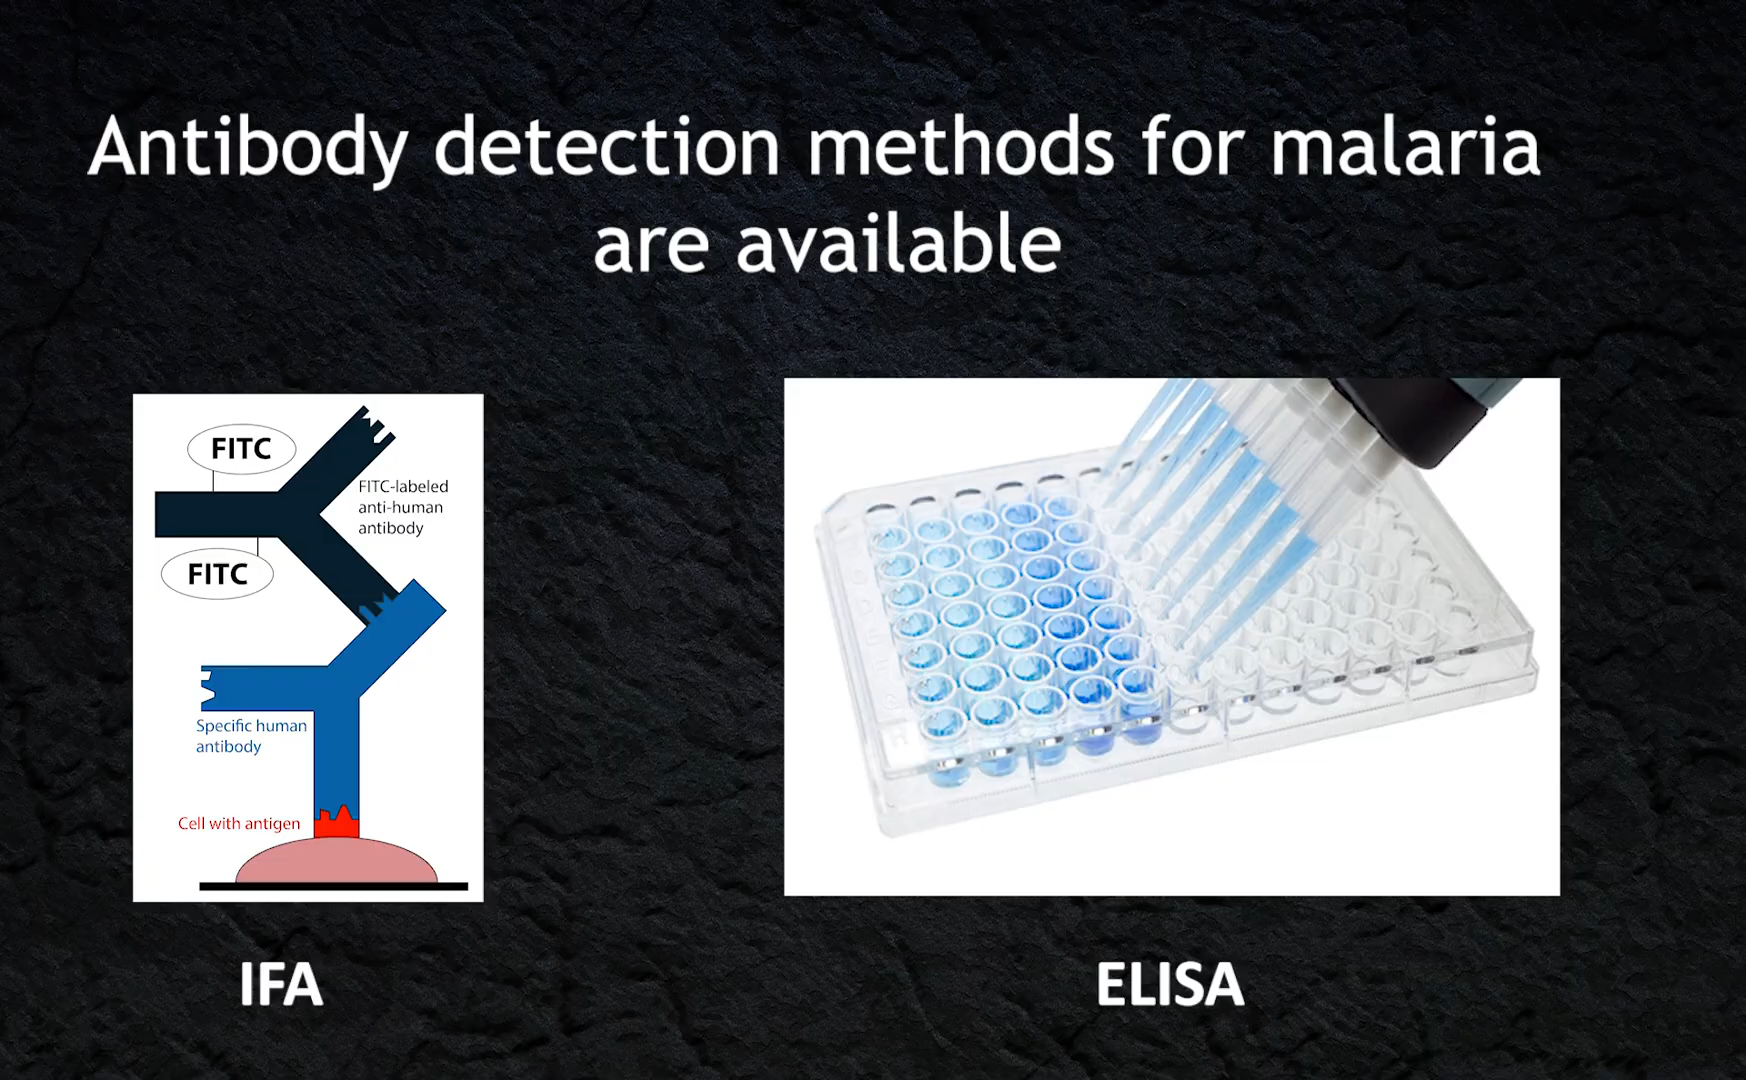 Antibody detection methods for malaria
are available
FITC
FITC-labeled
anti-human
antibody
FITC
Specific human
antibody
Cell with antigen
IFA
ELISA